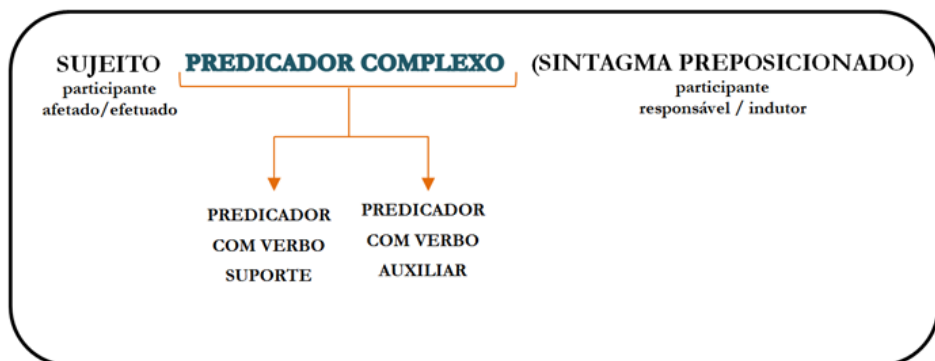 SUJEITO PREDICADOR COMPLEXO (SINTAGMA PREPOSICIONADO)
participante participante
afetado/efetuado responsável / indutor
PREDICADOR PREDICADOR
COM VERBO COM VERBO
SUPORTE AUXILIAR